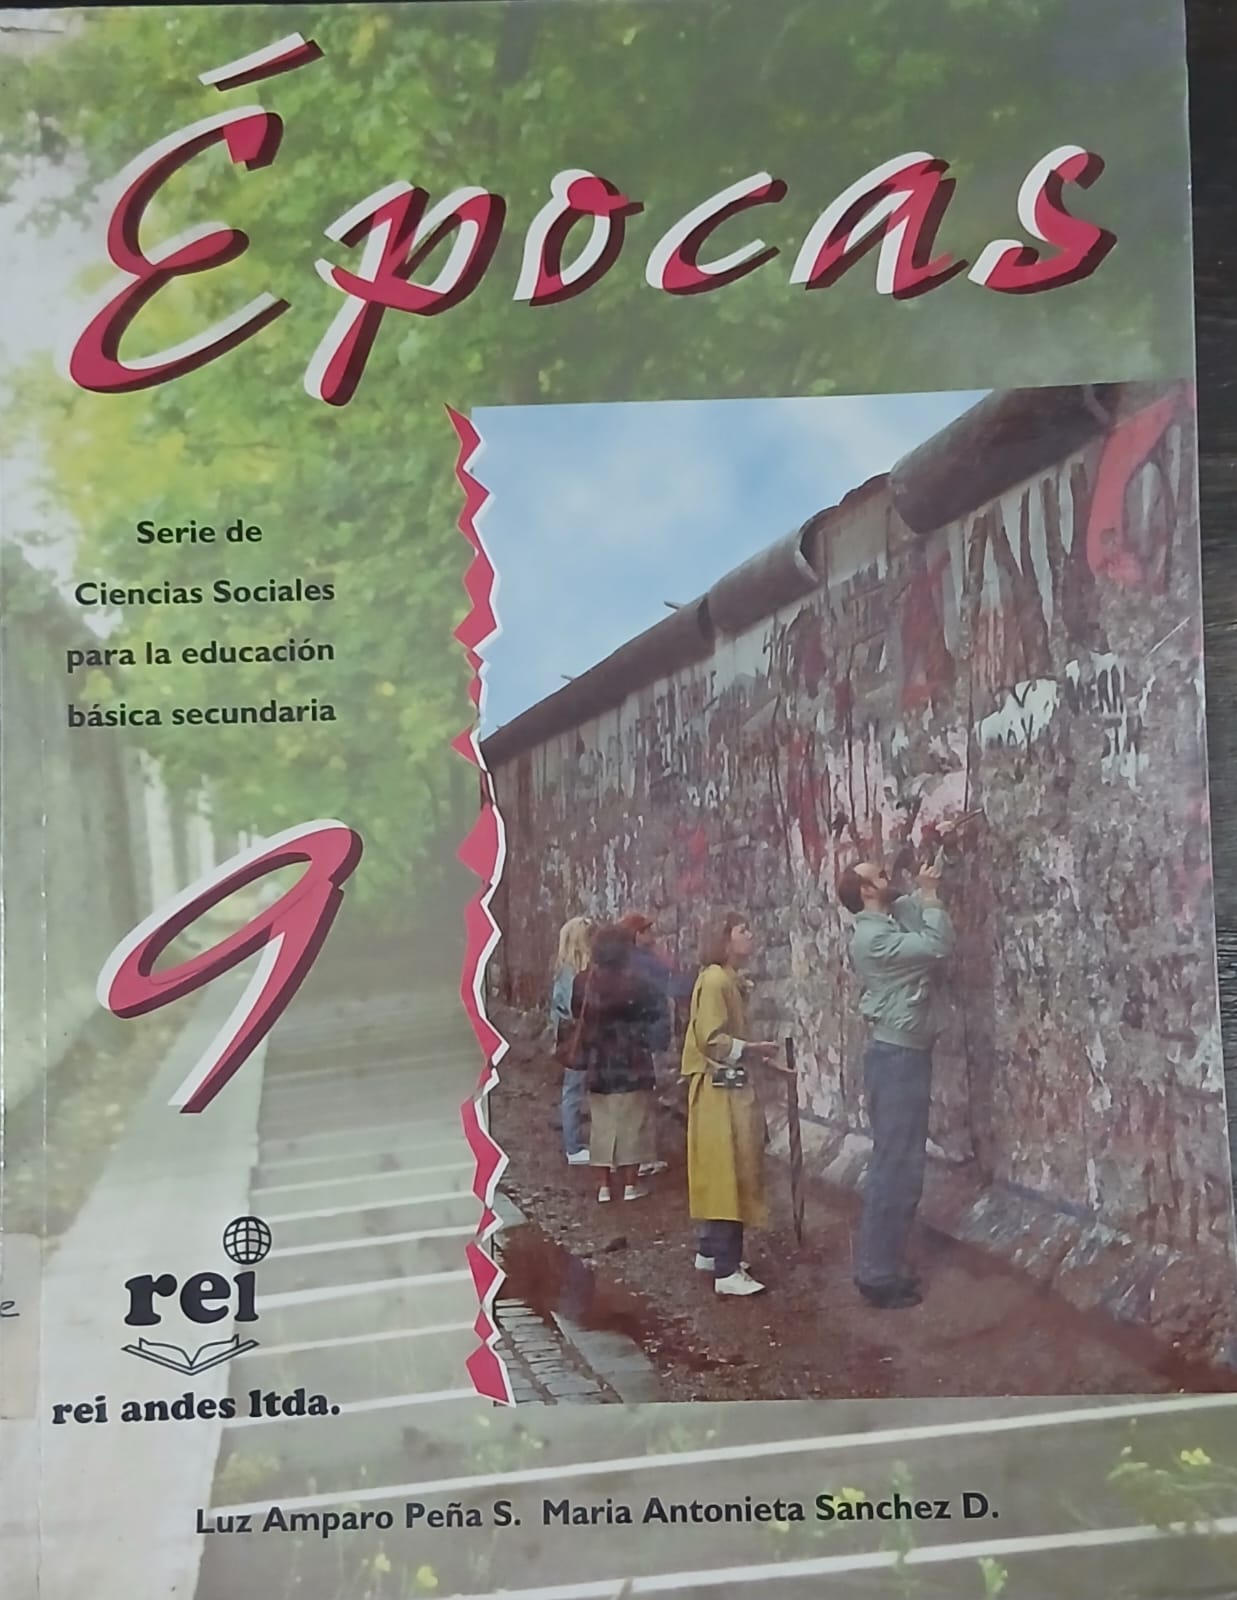 Épocas
Serie de
Ciencias Sociales
para la educación
básica secundaria
9
rei
rei andes ltda.
Luz Amparo Peña S. Maria Antonieta Sanchez D.